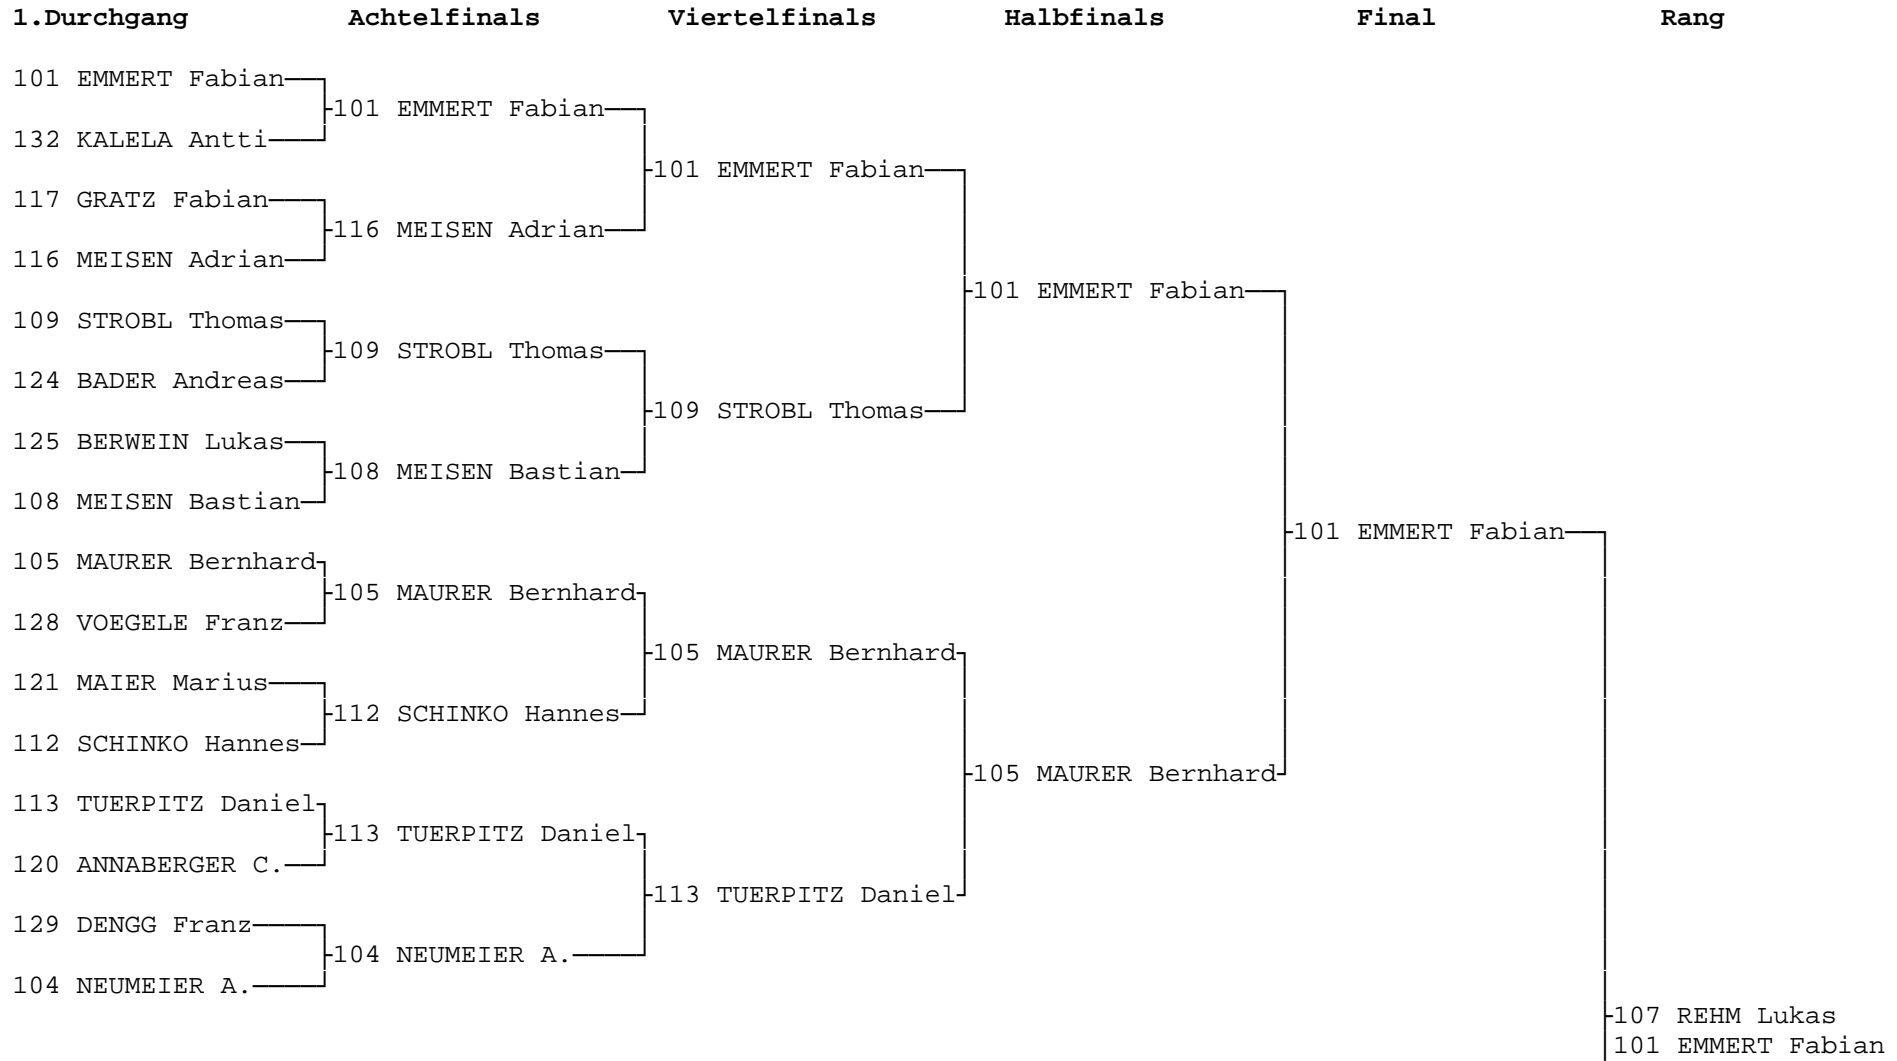 1.Durchgang Achtelfinals Viertelfinals Halbfinals Final Rang
101 EMMERT Fabian
101 EMMERT Fabian
132 KALELA Antti
101 EMMERT Fabian
117 GRATZ Fabian
116 MEISEN Adrian
116 MEISEN Adrian
101 EMMERT Fabian
109 STROBL Thomas
109 STROBL Thomas
124 BADER Andreas
109 STROBL Thomas
125 BERWEIN Lukas
108 MEISEN Bastian
108 MEISEN Bastian
101 EMMERT Fabian
105 MAURER Bernhard
105 MAURER Bernhard
128 VOEGELE Franz
105 MAURER Bernhard
121 MAIER Marius
112 SCHINKO Hannes
112 SCHINKO Hannes
105 MAURER Bernhard
113 TUERPITZ Daniel
113 TUERPITZ Daniel
120 ANNABERGER C.
113 TUERPITZ Daniel
129 DENGG Franz
104 NEUMEIER A.
104 NEUMEIER A.
107 REHM Lukas
101 EMMERT Fabian